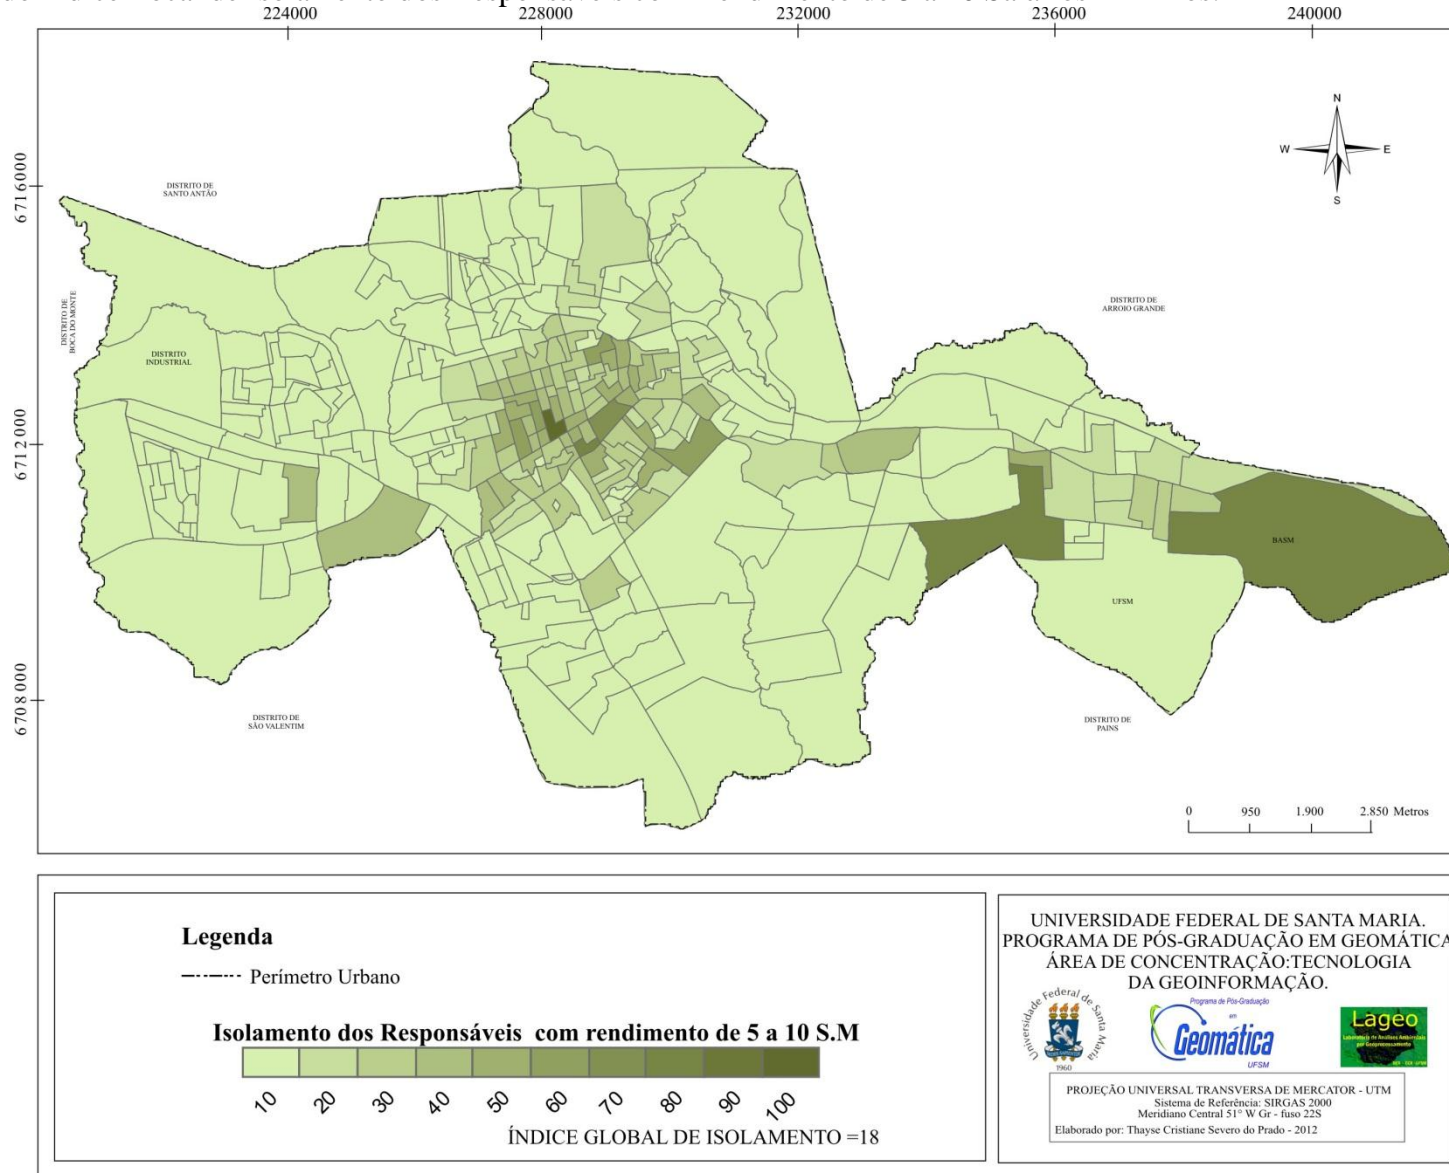 224000 228000 232000 236000 240000
6716000
6712000
6708000
N
W E
S
DISTRITO DE
SANTO ANTÃO
DISTRITO DE
BOCA DO MONTE
DISTRITO
INDUSTRIAL
DISTRITO DE
ARROIO GRANDE
BASM
UFSM
DISTRITO DE
SÃO VALENTIM
DISTRITO DE
PAINS
0 950 1.900 2.850 Metros
Legenda
Perímetro Urbano
Isolamento dos Responsáveis com rendimento de 5 a 10 S.M
10 20 30 40 50 60 70 80 90 100
ÍNDICE GLOBAL DE ISOLAMENTO =18
UNIVERSIDADE FEDERAL DE SANTA MARIA.
PROGRAMA DE PÓS-GRADUAÇÃO EM GEOMÁTICA
ÁREA DE CONCENTRAÇÃO:TECNOLOGIA
DA GEOINFORMAÇÃO.
Universidade Federal de Santa Maria
1960
Programa de Pós-Graduação
em
Geomática
UFSM
Lageo
Laboratório de Análises Ambientais
por Geoprocessamento
PROJEÇÃO UNIVERSAL TRANSVERSA DE MERCATOR - UTM
Sistema de Referência: SIRGAS 2000
Meridiano Central 51° W Gr - fuso 22S
Elaborado por: Thayse Cristiane Severo do Prado - 2012